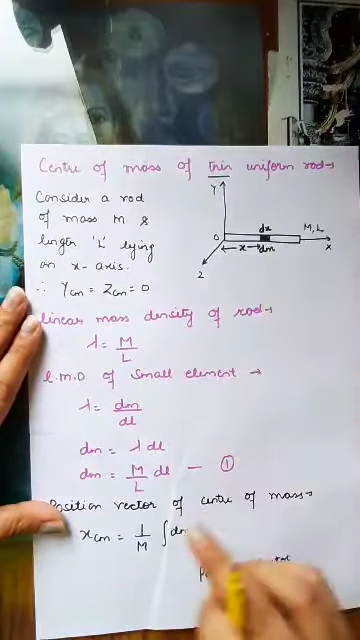 Centre of mass of thin uniform rod→
Consider a rod
of mass M &
length 'L' lying
on x-axis.
∴ Ycm = Zcm = 0
Y
dx
M, L
O
x
dm
X
Z
linear mass density of rod→
λ = M/L
L.M.D of small element →
λ = dm/dl
dm = λ dl
dm = M/L dl — ①
Position vector of centre of mass→
xcm = 1/M ∫ dm